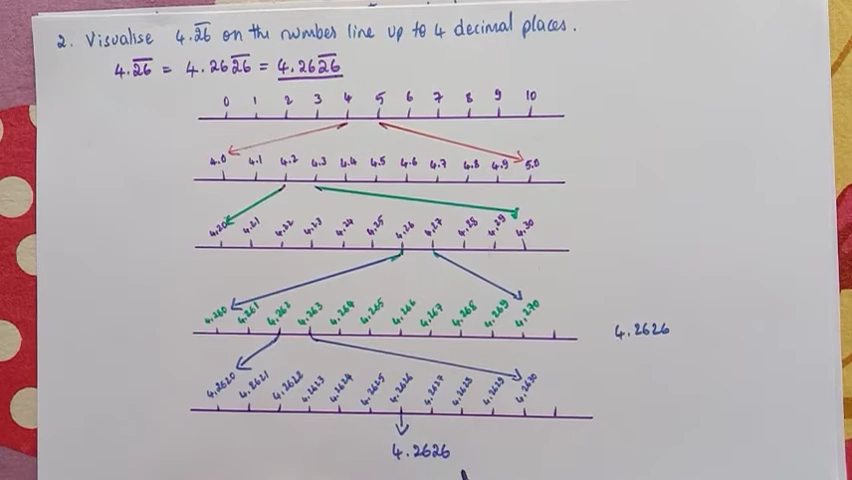 2. Visualise 4.2̅6̅ on the number line up to 4 decimal places.
4.2̅6̅ = 4.262̅6̅ = 4.262̅6̅
0 1 2 3 4 5 6 7 8 9 10
4.0 4.1 4.2 4.3 4.4 4.5 4.6 4.7 4.8 4.9 5.0
4.20 4.21 4.22 4.23 4.24 4.25 4.26 4.27 4.28 4.29 4.30
4.260 4.261 4.262 4.263 4.264 4.265 4.266 4.267 4.268 4.269 4.270
4.2626
4.2620 4.2621 4.2622 4.2623 4.2624 4.2625 4.2626 4.2627 4.2628 4.2629 4.2630
4.2626